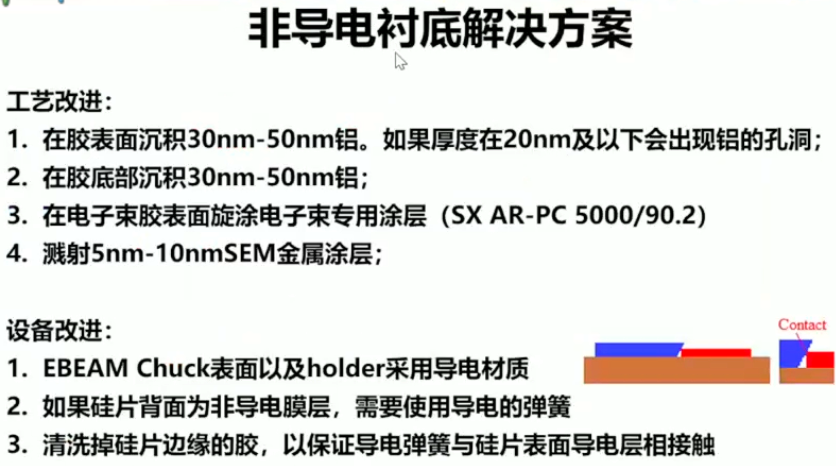 非导电衬底解决方案
工艺改进：
1. 在胶表面沉积30nm-50nm铝。如果厚度在20nm及以下会出现铝的孔洞；
2. 在胶底部沉积30nm-50nm铝；
3. 在电子束胶表面旋涂电子束专用涂层（SX AR-PC 5000/90.2）
4. 溅射5nm-10nmSEM金属涂层；
设备改进：
Contact
1. EBEAM Chuck表面以及holder采用导电材质
2. 如果硅片背面为非导电膜层，需要使用导电的弹簧
3. 清洗掉硅片边缘的胶，以保证导电弹簧与硅片表面导电层相接触